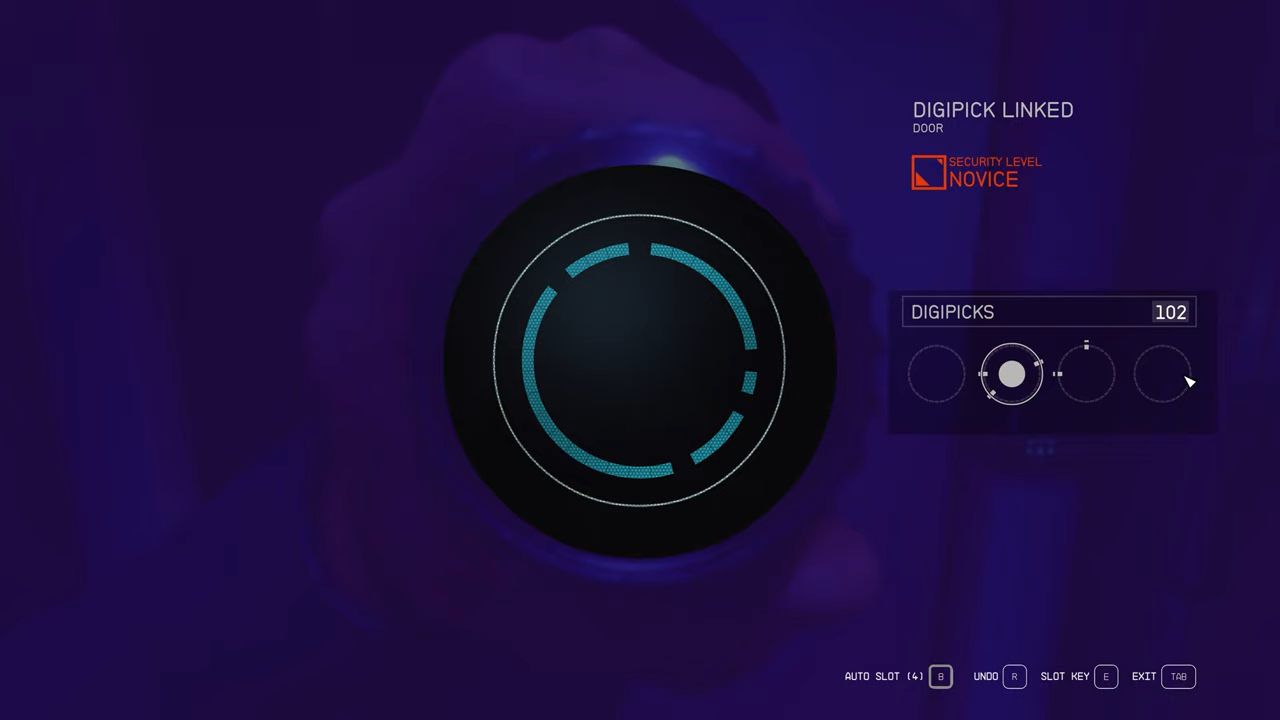 DIGIPICK LINKED
DOOR
SECURITY LEVEL
NOVICE
DIGIPICKS 102
AUTO SLOT (4) B UNDO R SLOT KEY E EXIT TAB